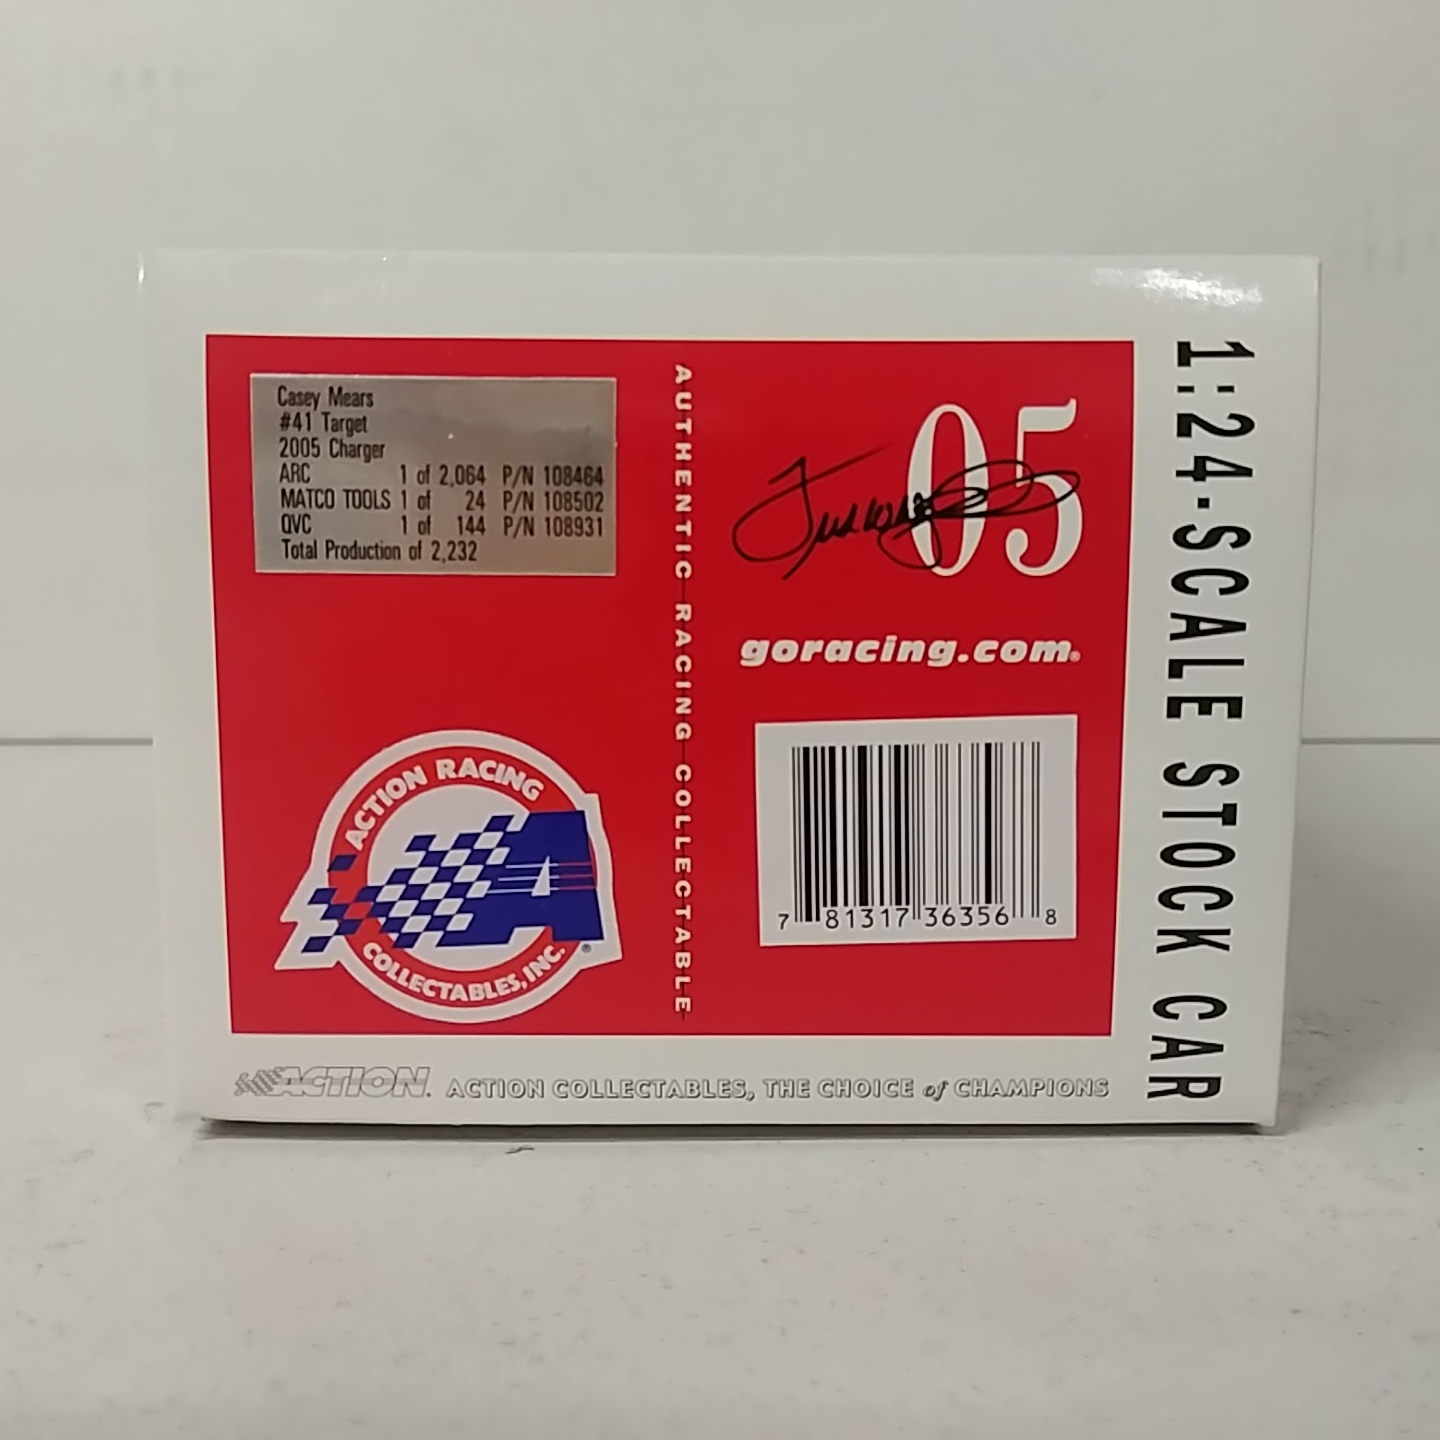 Casey Mears
#41 Target
2005 Charger
ARC 1 of 2,064 P/N 108464
MATCO TOOLS 1 of 24 P/N 108502
QVC 1 of 144 P/N 108931
Total Production of 2,232
AUTHENTIC RACING COLLECTABLE
05
goracing.com®
7 81317 36356 8
ACTION RACING
COLLECTABLES, INC.
®
1:24-SCALE STOCK CAR
ACTION. ACTION COLLECTABLES, THE CHOICE of CHAMPIONS